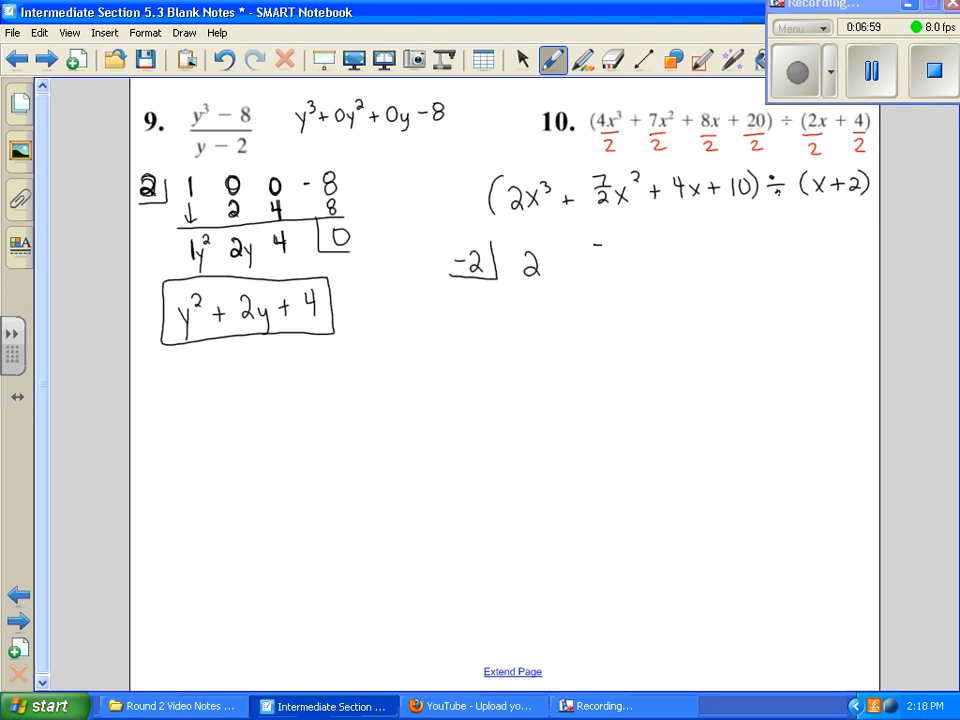 Intermediate Section 5.3 Blank Notes * - SMART Notebook
Recording...
File Edit View Insert Format Draw Help
Menu
0:06:59
8.0 fps
9. y³ − 8 / y − 2
y³ + 0y² + 0y − 8
2 | 1 0 0 -8
↓ 2 4 8
1y² 2y 4 | 0
y² + 2y + 4
10. (4x³ + 7x² + 8x + 20) ÷ (2x + 4)
2 2 2 2 2 2
(2x³ + 7/2x² + 4x + 10) ÷ (x + 2)
-2 | 2 -
Extend Page
start
Round 2 Video Notes ...
Intermediate Section ...
YouTube - Upload yo...
Recording...
2:18 PM